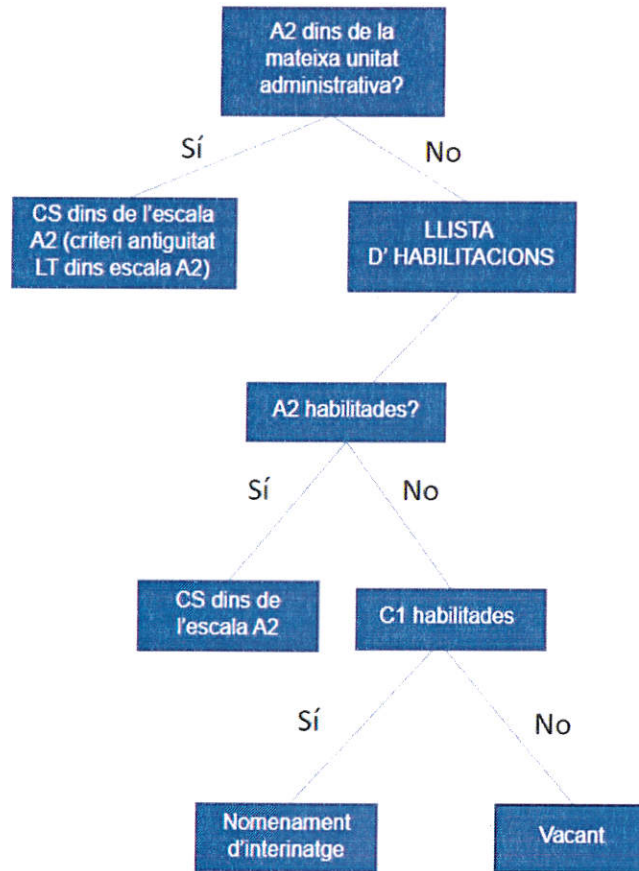 A2 dins de la
mateixa unitat
administrativa?
Sí
No
CS dins de l'escala
A2 (criteri antiguitat
LT dins escala A2)
LLISTA
D' HABILITACIONS
A2 habilitades?
Sí
No
CS dins de
l'escala A2
C1 habilitades
Sí
No
Nomenament
d'interinatge
Vacant